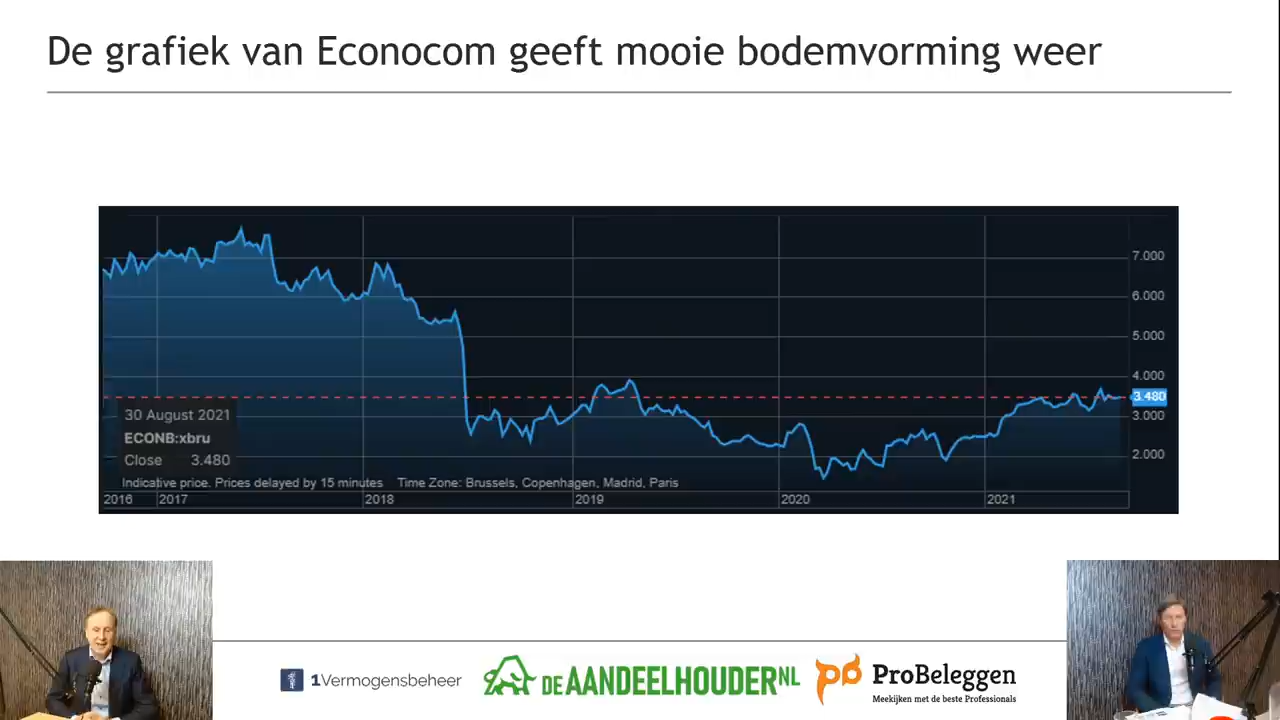 De grafiek van Econocom geeft mooie bodemvorming weer
7.000
6.000
5.000
4.000
3.480
3.000
2.000
30 August 2021
ECONB:xbru
Close 3.480
Indicative price. Prices delayed by 15 minutes Time Zone: Brussels, Copenhagen, Madrid, Paris
2016 2017 2018 2019 2020 2021
1Vermogensbeheer
DE AANDEELHOUDER NL
ProBeleggen
Meekijken met de beste Professionals